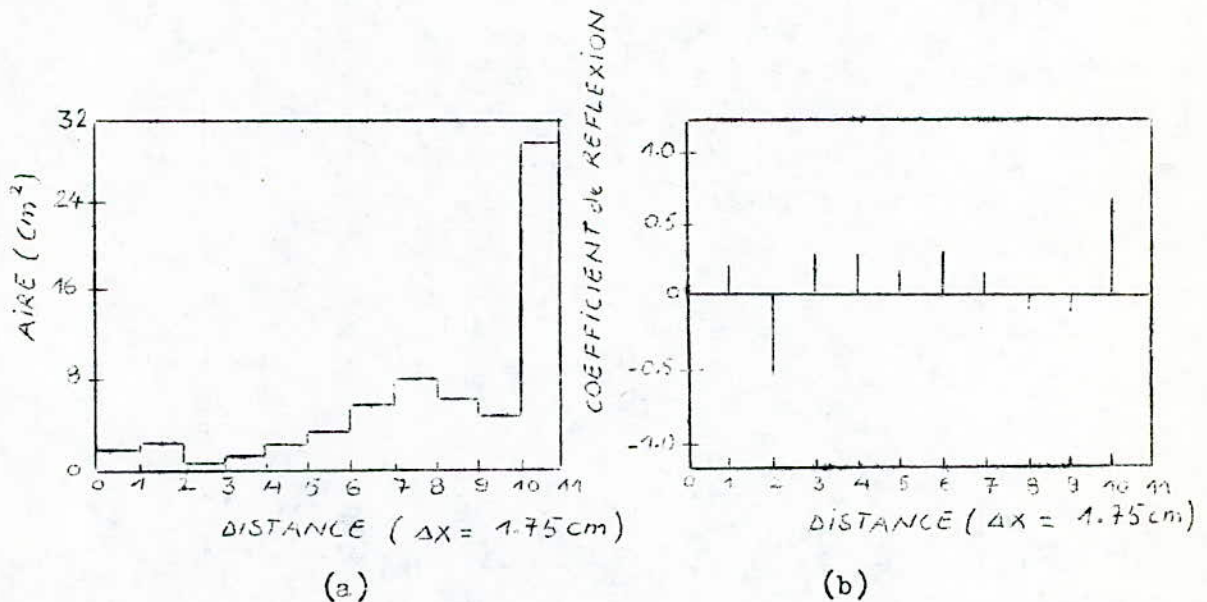 AIRE (cm²)
32
24
16
8
0
0 1 2 3 4 5 6 7 8 9 10 11
DISTANCE ( ΔX = 1.75 cm)
(a)
COEFFICIENT de REFLEXION
1.0
0.5
0
-0.5
-1.0
0 1 2 3 4 5 6 7 8 9 10 11
DISTANCE ( ΔX = 1.75 cm)
(b)